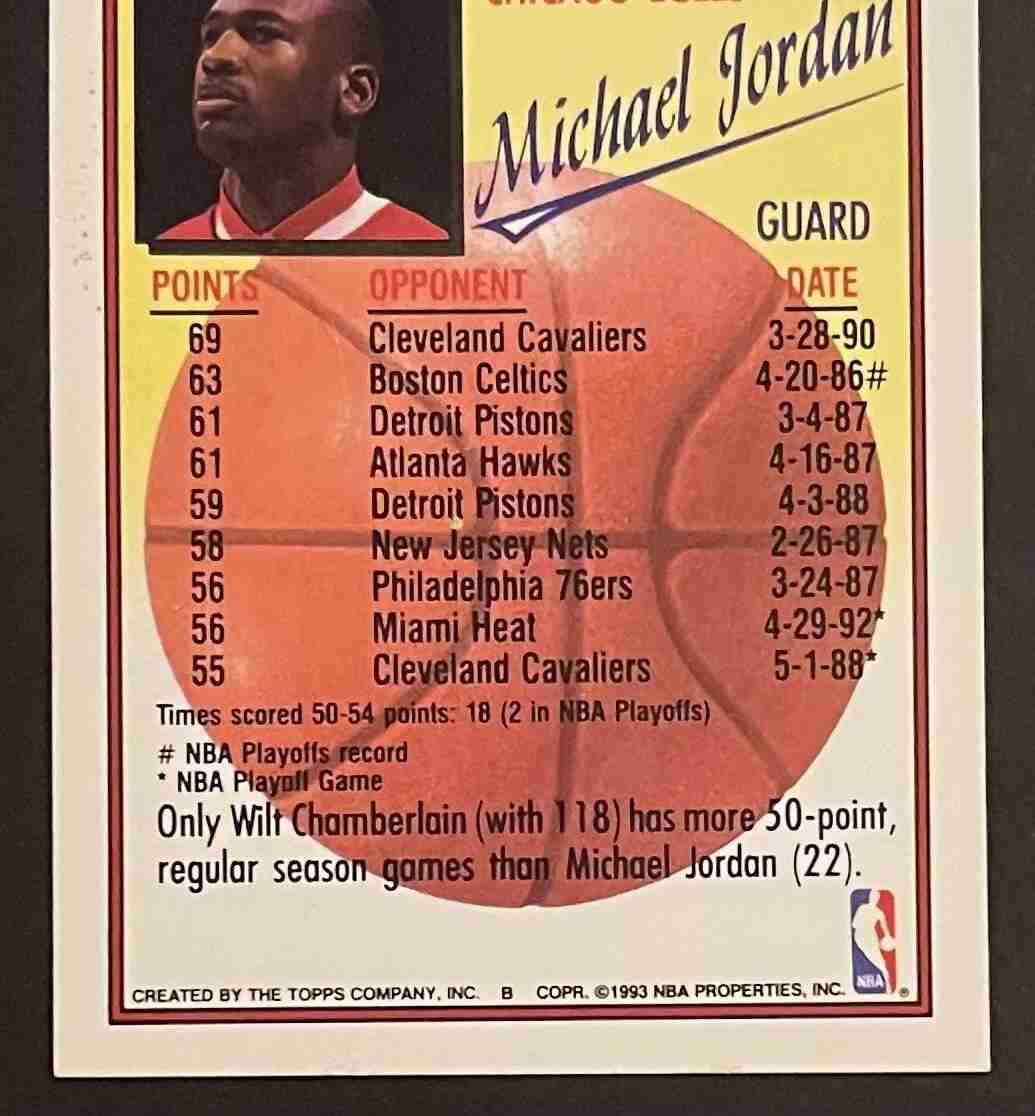 Michael Jordan
GUARD
POINTS OPPONENT DATE
69 Cleveland Cavaliers 3-28-90
63 Boston Celtics 4-20-86#
61 Detroit Pistons 3-4-87
61 Atlanta Hawks 4-16-87
59 Detroit Pistons 4-3-88
58 New Jersey Nets 2-26-87
56 Philadelphia 76ers 3-24-87
56 Miami Heat 4-29-92*
55 Cleveland Cavaliers 5-1-88*
Times scored 50-54 points: 18 (2 in NBA Playoffs)
# NBA Playoffs record
* NBA Playoff Game
Only Wilt Chamberlain (with 118) has more 50-point,
regular season games than Michael Jordan (22).
NBA ®
CREATED BY THE TOPPS COMPANY, INC. B COPR. ©1993 NBA PROPERTIES, INC.